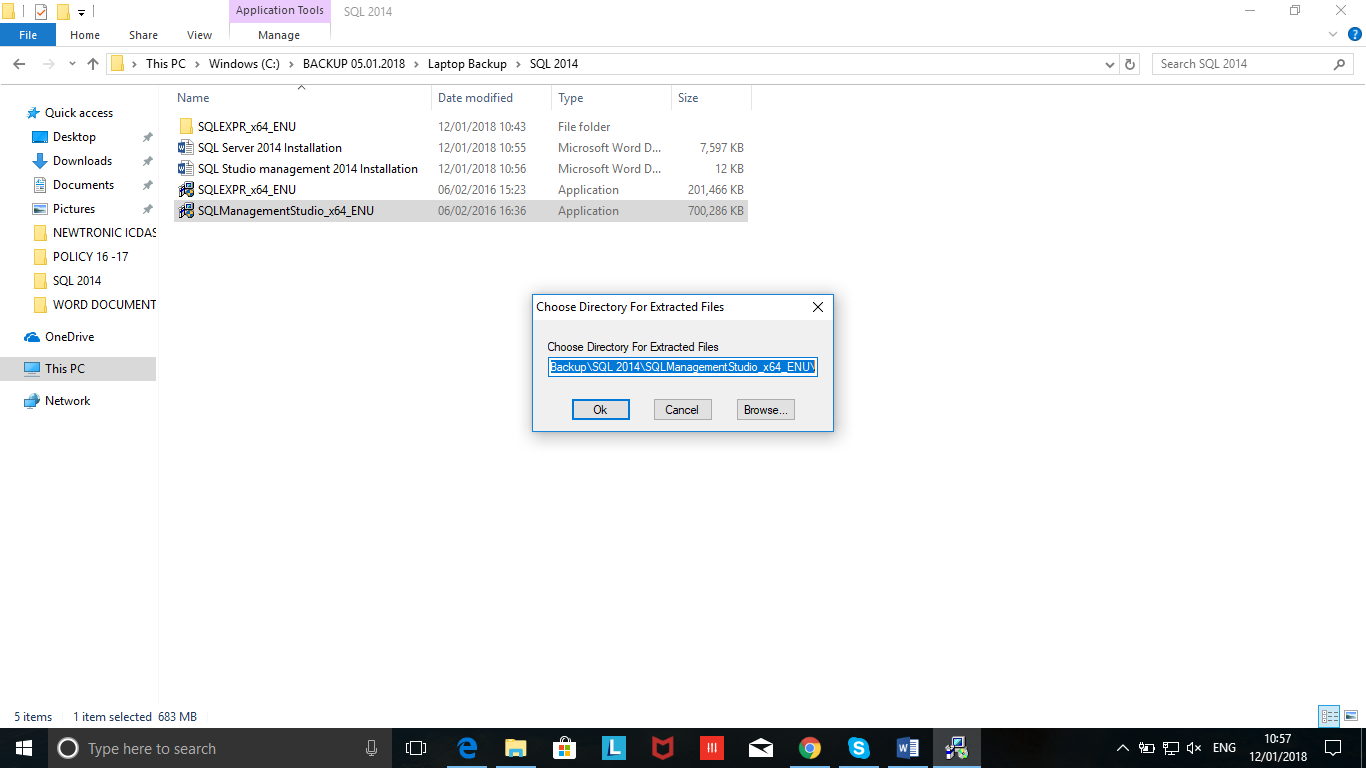 Application Tools SQL 2014
File Home Share View Manage
This PC Windows (C:) BACKUP 05.01.2018 Laptop Backup SQL 2014 Search SQL 2014
Name Date modified Type Size
Quick access
Desktop
Downloads
Documents
Pictures
NEWTRONIC ICDAS
POLICY 16 -17
SQL 2014
WORD DOCUMENT
OneDrive
This PC
Network
SQLEXPR_x64_ENU 12/01/2018 10:43 File folder
SQL Server 2014 Installation 12/01/2018 10:55 Microsoft Word D... 7,597 KB
SQL Studio management 2014 Installation 12/01/2018 10:56 Microsoft Word D... 12 KB
SQLEXPR_x64_ENU 06/02/2016 15:23 Application 201,466 KB
SQLManagementStudio_x64_ENU 06/02/2016 16:36 Application 700,286 KB
Choose Directory For Extracted Files
Choose Directory For Extracted Files
Backup\SQL 2014\SQLManagementStudio_x64_ENU\
Ok Cancel Browse...
5 items 1 item selected 683 MB
Type here to search ENG 10:57
12/01/2018